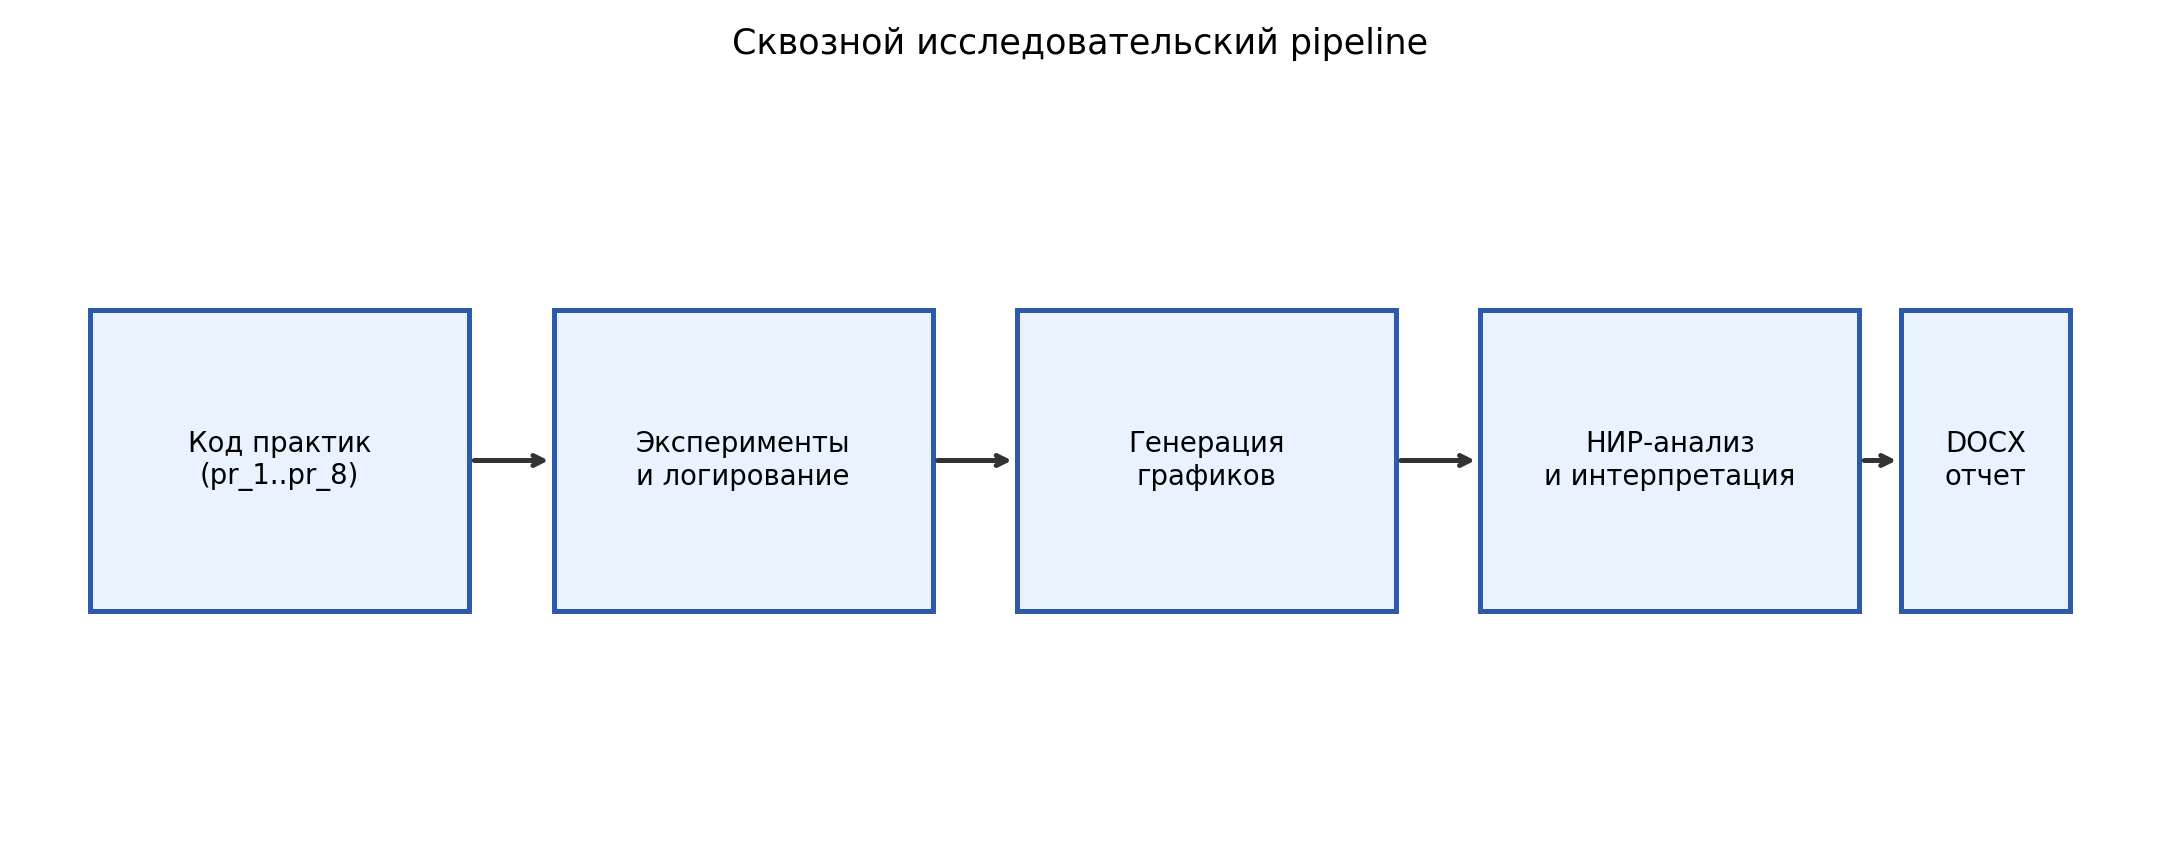 Сквозной исследовательский pipeline
Код практик
(pr_1..pr_8)
Эксперименты
и логирование
Генерация
графиков
НИР-анализ
и интерпретация
DOCX
отчет